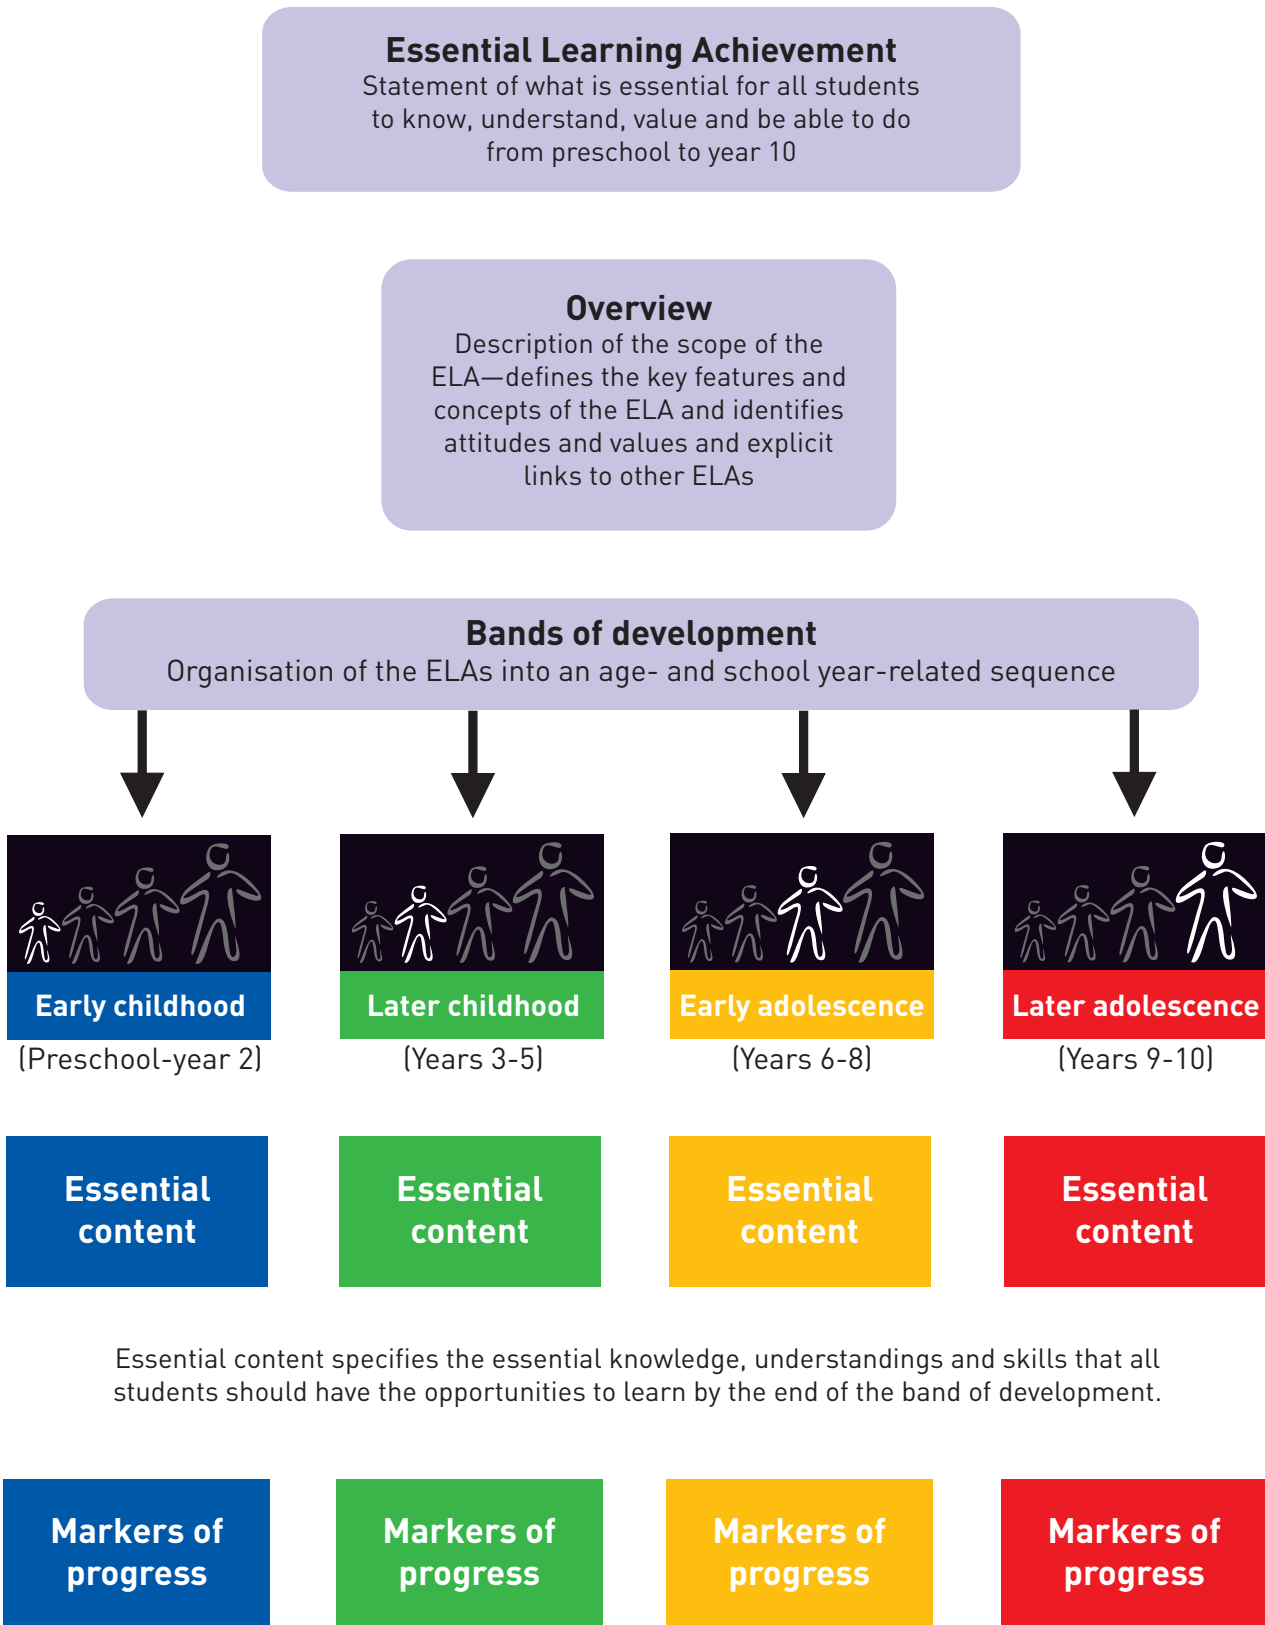 Essential Learning Achievement
Statement of what is essential for all students
to know, understand, value and be able to do
from preschool to year 10
Overview
Description of the scope of the
ELA—defines the key features and
concepts of the ELA and identifies
attitudes and values and explicit
links to other ELAs
Bands of development
Organisation of the ELAs into an age- and school year-related sequence
Early childhood
(Preschool-year 2)
Later childhood
(Years 3-5)
Early adolescence
(Years 6-8)
Later adolescence
(Years 9-10)
Essential
content
Essential
content
Essential
content
Essential
content
Essential content specifies the essential knowledge, understandings and skills that all
students should have the opportunities to learn by the end of the band of development.
Markers of
progress
Markers of
progress
Markers of
progress
Markers of
progress